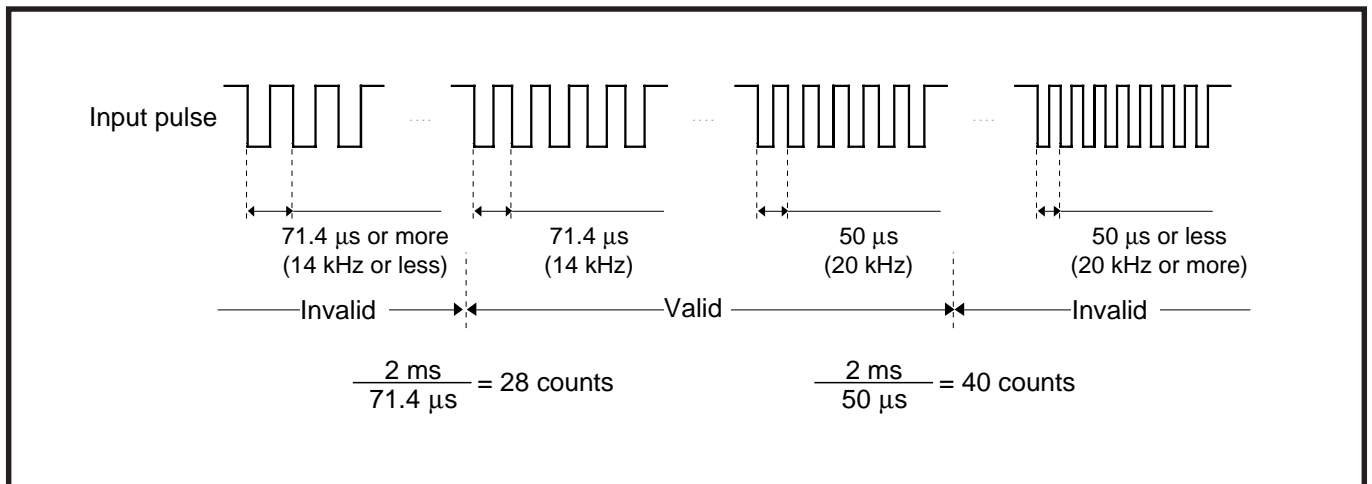 Input pulse
.... .... ....
71.4 μs or more
(14 kHz or less)
71.4 μs
(14 kHz)
50 μs
(20 kHz)
50 μs or less
(20 kHz or more)
Invalid
Valid
Invalid
2 ms
71.4 μs
= 28 counts
2 ms
50 μs
= 40 counts